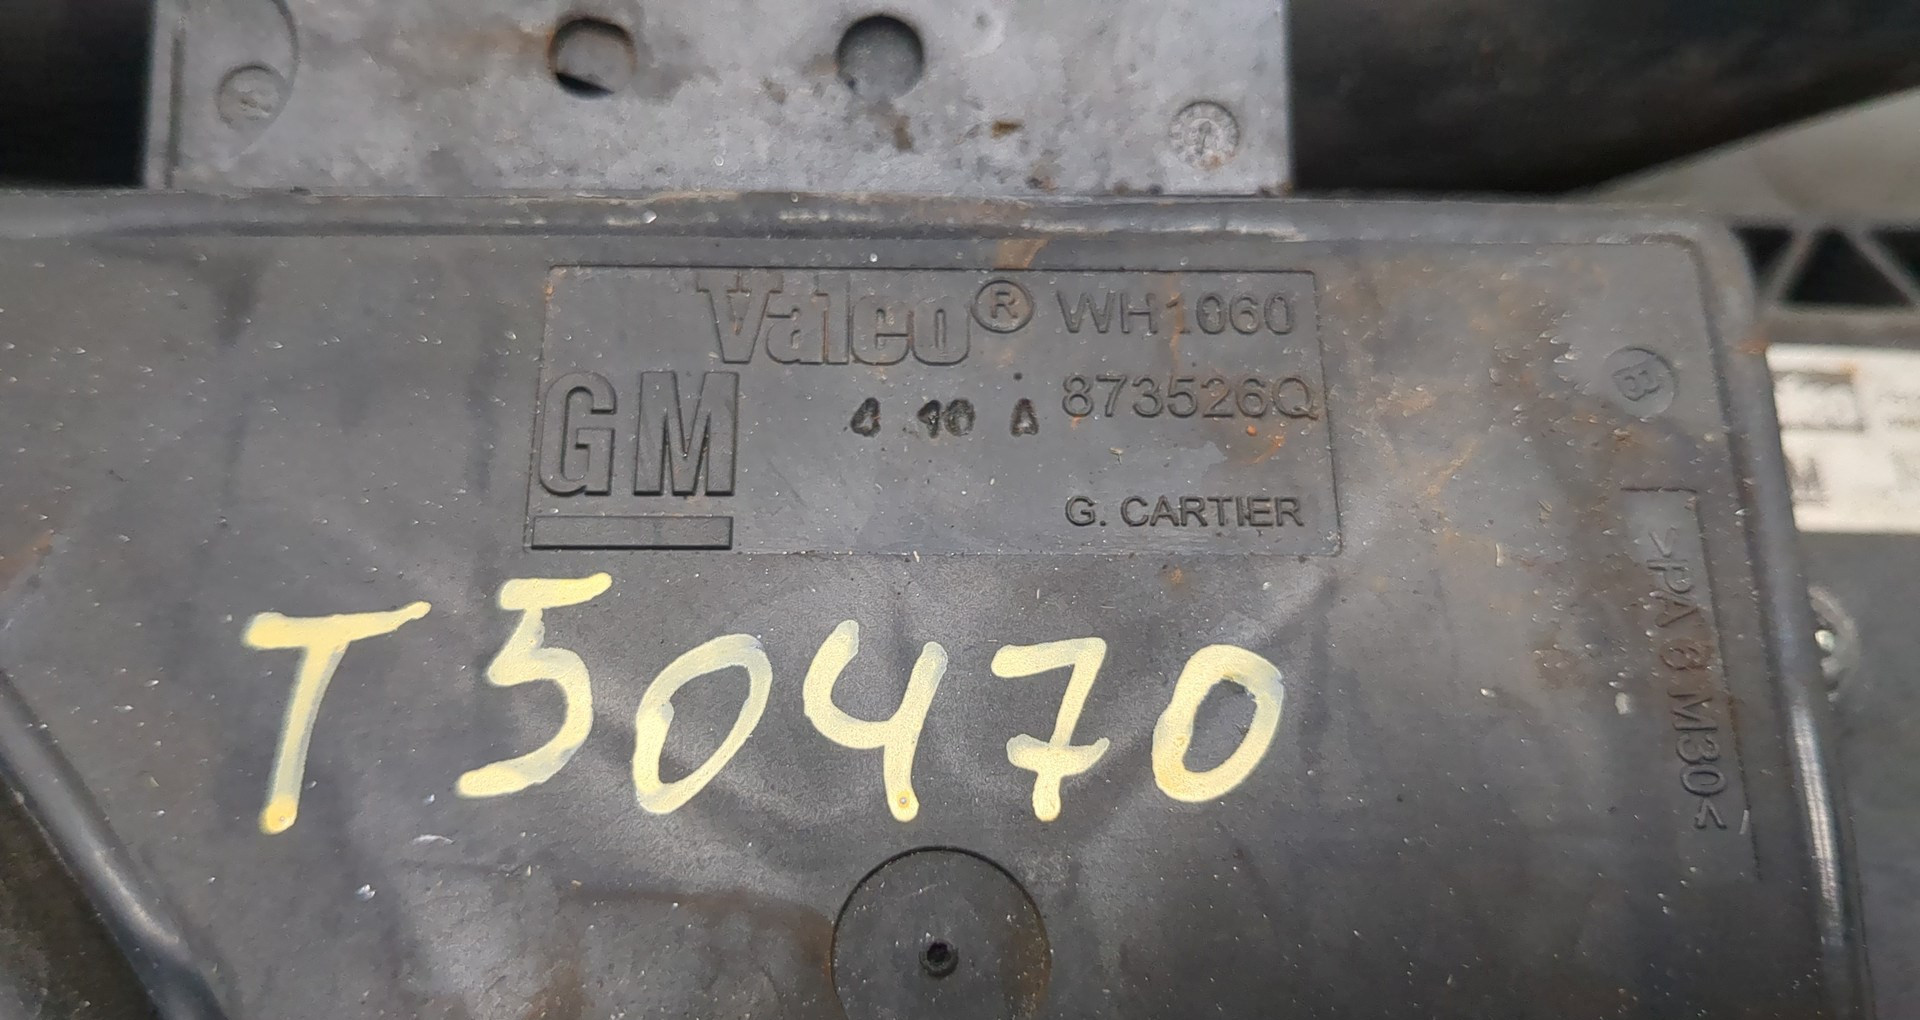 Valeo® WH1060
GM 4 10 A 873526Q
G. CARTIER
B
>PA 6 M30<
T50470